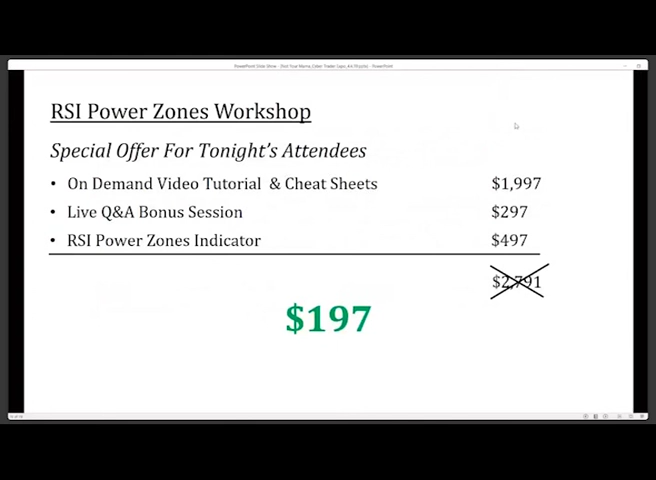 RSI Power Zones Workshop
Special Offer For Tonight's Attendees
• On Demand Video Tutorial & Cheat Sheets $1,997
• Live Q&A Bonus Session $297
• RSI Power Zones Indicator $497
$2,791
$197